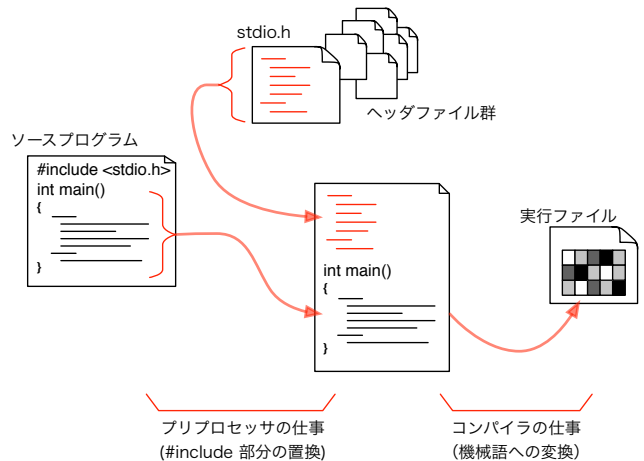 stdio.h
ヘッダファイル群
ソースプログラム
#include <stdio.h>
int main()
{
}
int main()
{
}
実行ファイル
プリプロセッサの仕事
(#include 部分の置換)
コンパイラの仕事
（機械語への変換）